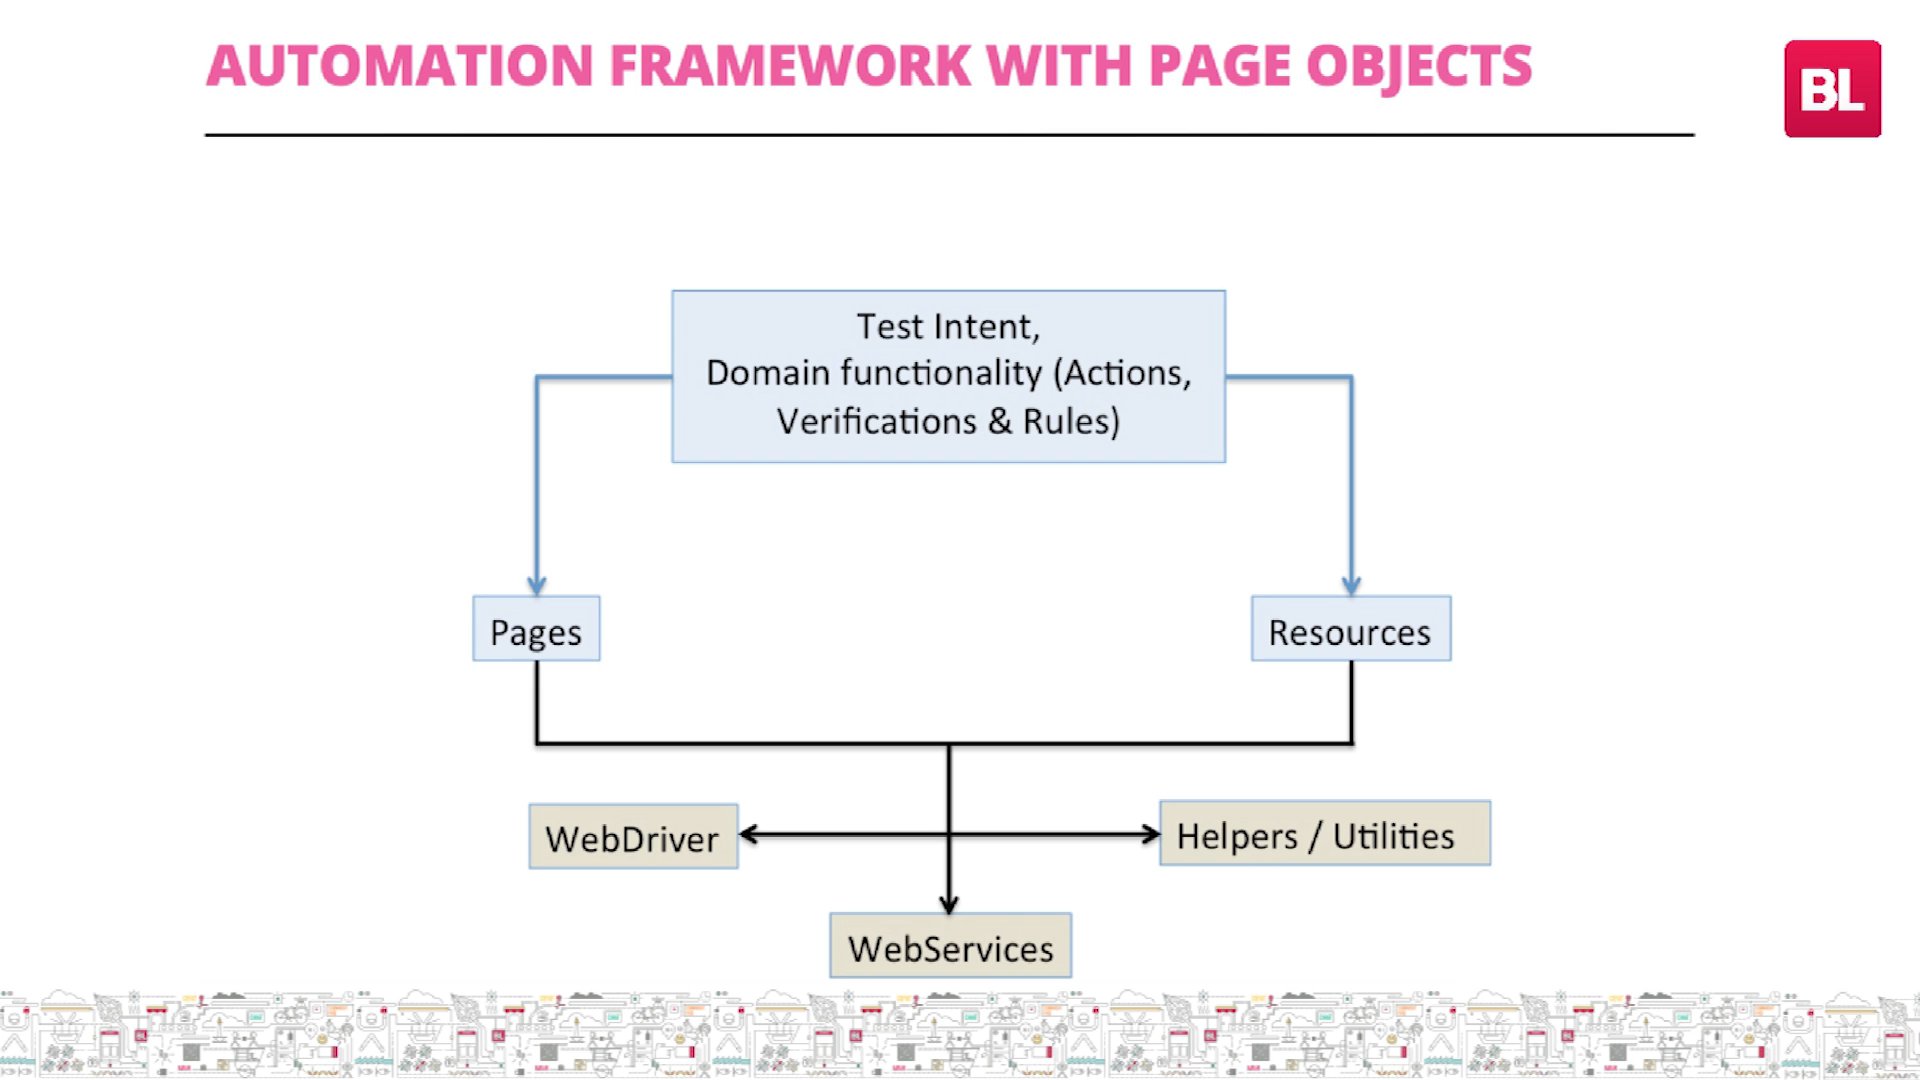 AUTOMATION FRAMEWORK WITH PAGE OBJECTS
BL
Test Intent,
Domain functionality (Actions,
Verifications & Rules)
Pages
Resources
WebDriver
Helpers / Utilities
WebServices